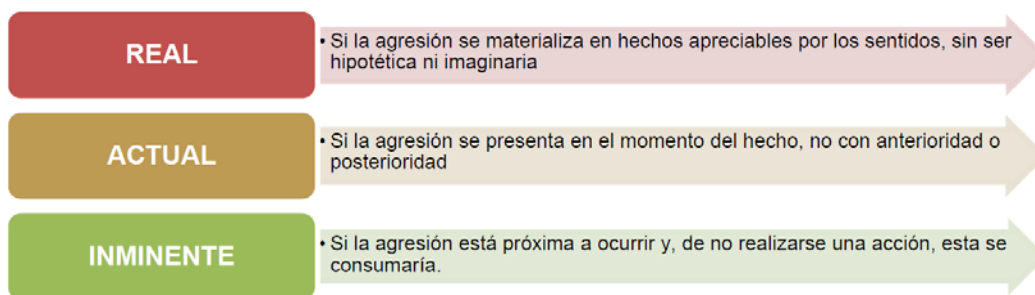 REAL
• Si la agresión se materializa en hechos apreciables por los sentidos, sin ser
hipotética ni imaginaria
ACTUAL
• Si la agresión se presenta en el momento del hecho, no con anterioridad o
posterioridad
INMINENTE
• Si la agresión está próxima a ocurrir y, de no realizarse una acción, esta se
consumaría.